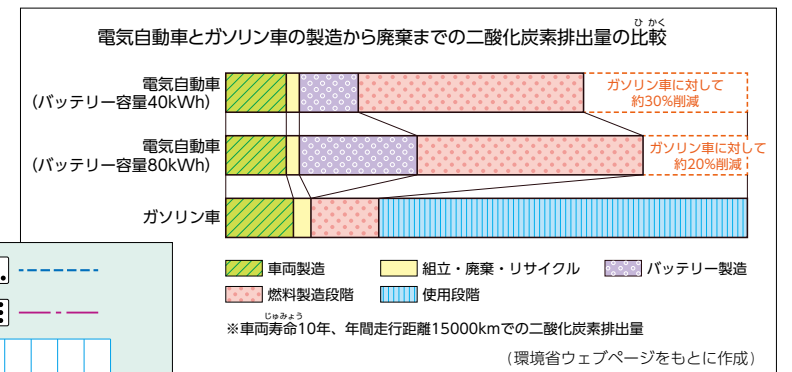 電気自動車とガソリン車の製造から廃棄までの二酸化炭素排出量の比較
ひかく
電気自動車
(バッテリー容量40kWh)
ガソリン車に対して
約30%削減
電気自動車
(バッテリー容量80kWh)
ガソリン車に対して
約20%削減
ガソリン車
車両製造
組立・廃棄・リサイクル
バッテリー製造
燃料製造段階
使用段階
じゅみょう
※車両寿命10年、年間走行距離15000kmでの二酸化炭素排出量
(環境省ウェブページをもとに作成)